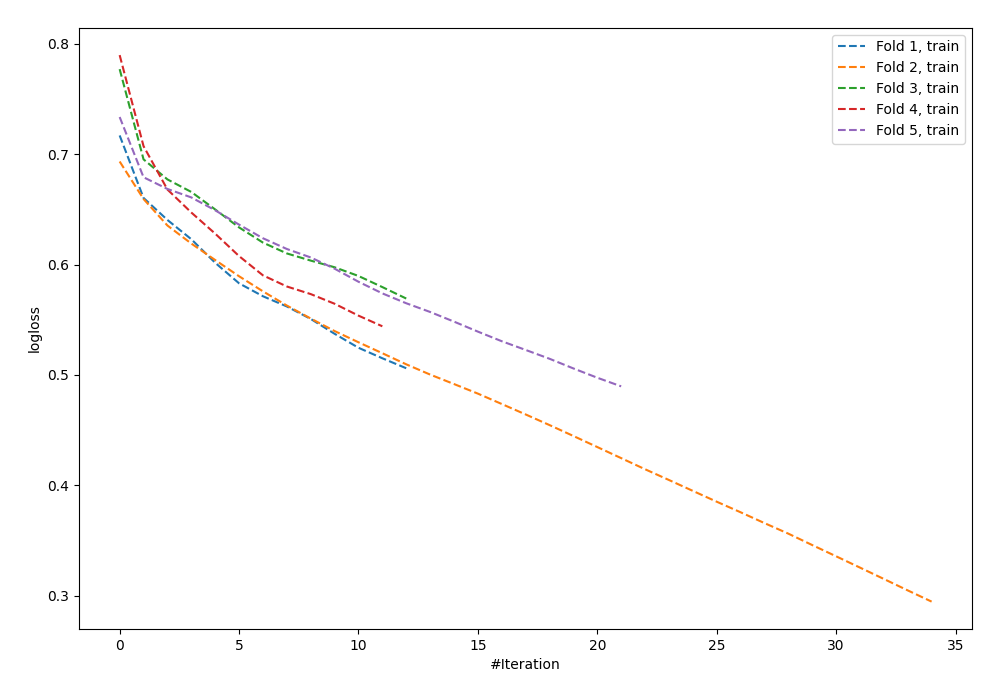 0.8
0.7
0.6
0.5
0.4
0.3
logloss
0
5
10
15
20
25
30
35
#Iteration
Fold 1, train
Fold 2, train
Fold 3, train
Fold 4, train
Fold 5, train